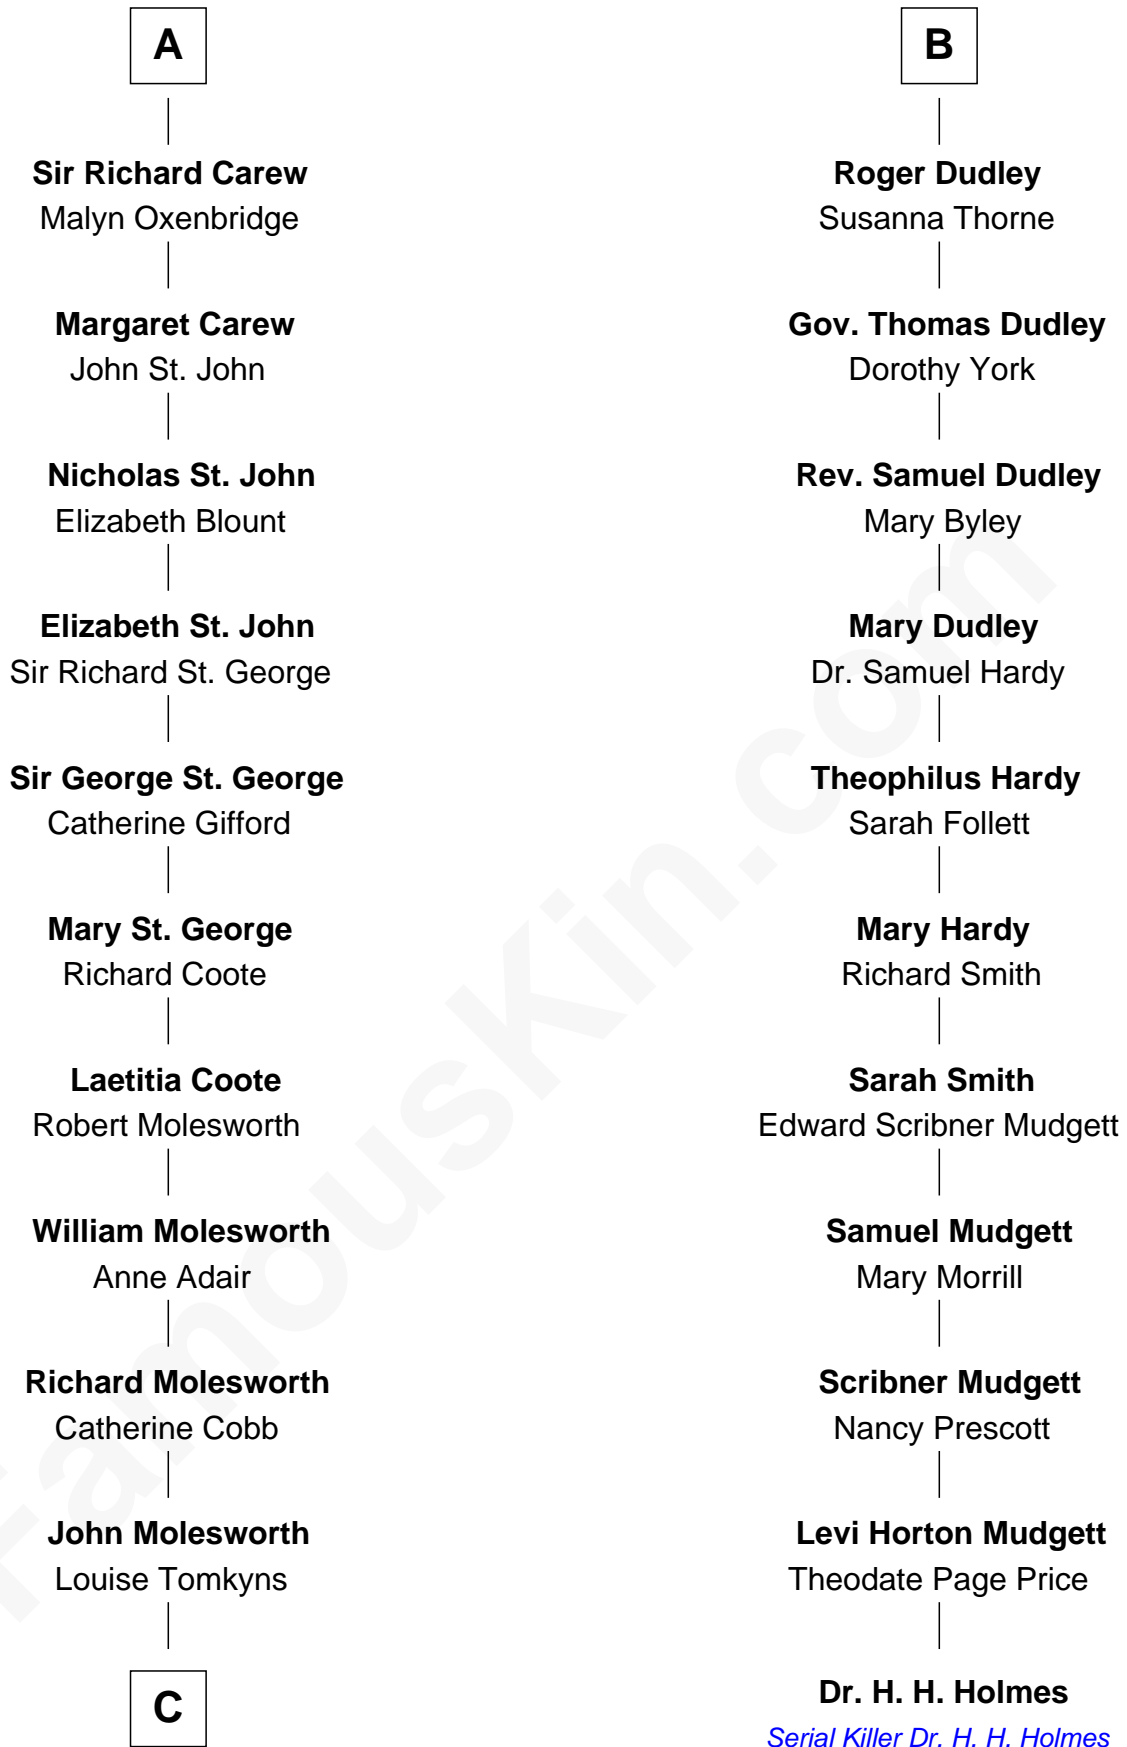 A
Sir Richard Carew
Malyn Oxenbridge
Margaret Carew
John St. John
Nicholas St. John
Elizabeth Blount
Elizabeth St. John
Sir Richard St. George
Sir George St. George
Catherine Gifford
Mary St. George
Richard Coote
Laetitia Coote
Robert Molesworth
William Molesworth
Anne Adair
Richard Molesworth
Catherine Cobb
John Molesworth
Louise Tomkyns
C
B
Roger Dudley
Susanna Thorne
Gov. Thomas Dudley
Dorothy York
Rev. Samuel Dudley
Mary Byley
Mary Dudley
Dr. Samuel Hardy
Theophilus Hardy
Sarah Follett
Mary Hardy
Richard Smith
Sarah Smith
Edward Scribner Mudgett
Samuel Mudgett
Mary Morrill
Scribner Mudgett
Nancy Prescott
Levi Horton Mudgett
Theodate Page Price
Dr. H. H. Holmes
Serial Killer Dr. H. H. Holmes
FamousKin.com